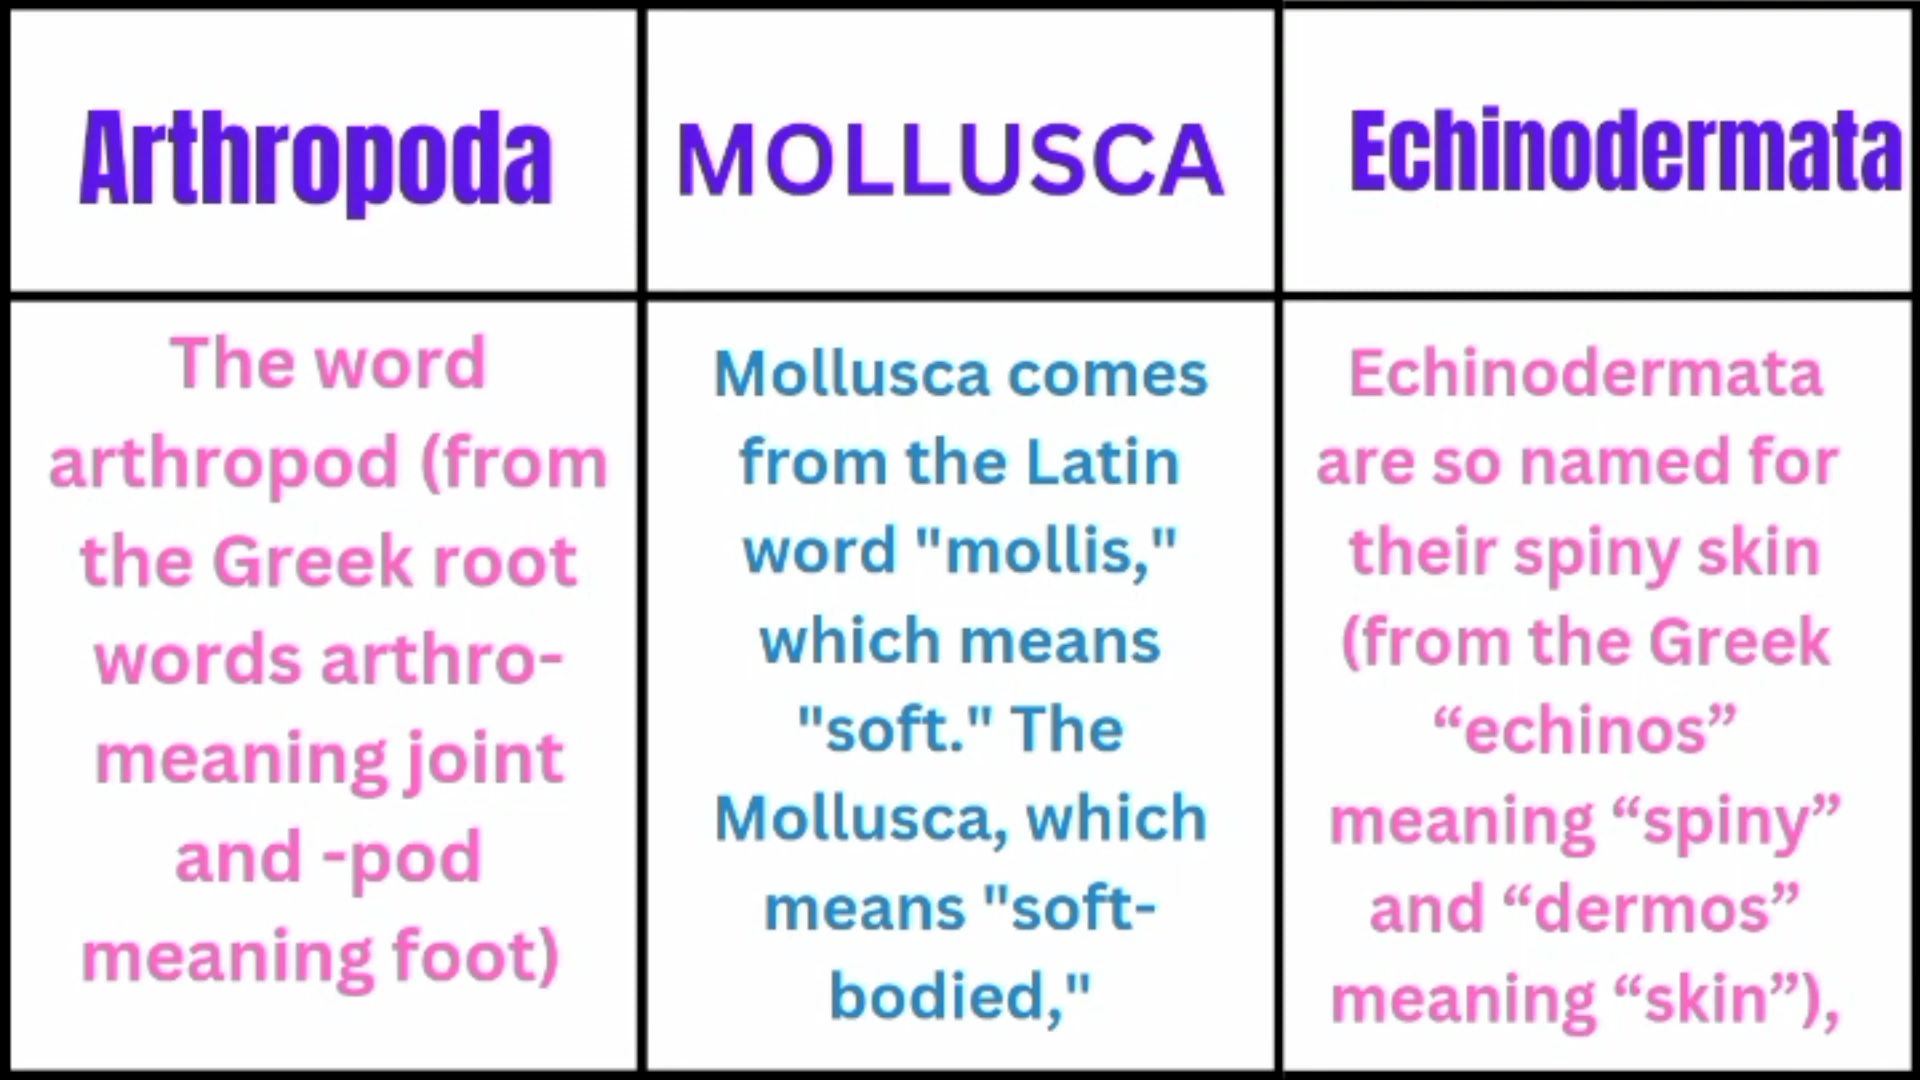 Arthropoda
MOLLUSCA
Echinodermata
The word
arthropod (from
the Greek root
words arthro-
meaning joint
and -pod
meaning foot)
Mollusca comes
from the Latin
word "mollis,"
which means
"soft." The
Mollusca, which
means "soft-
bodied,"
Echinodermata
are so named for
their spiny skin
(from the Greek
“echinos”
meaning “spiny”
and “dermos”
meaning “skin”),